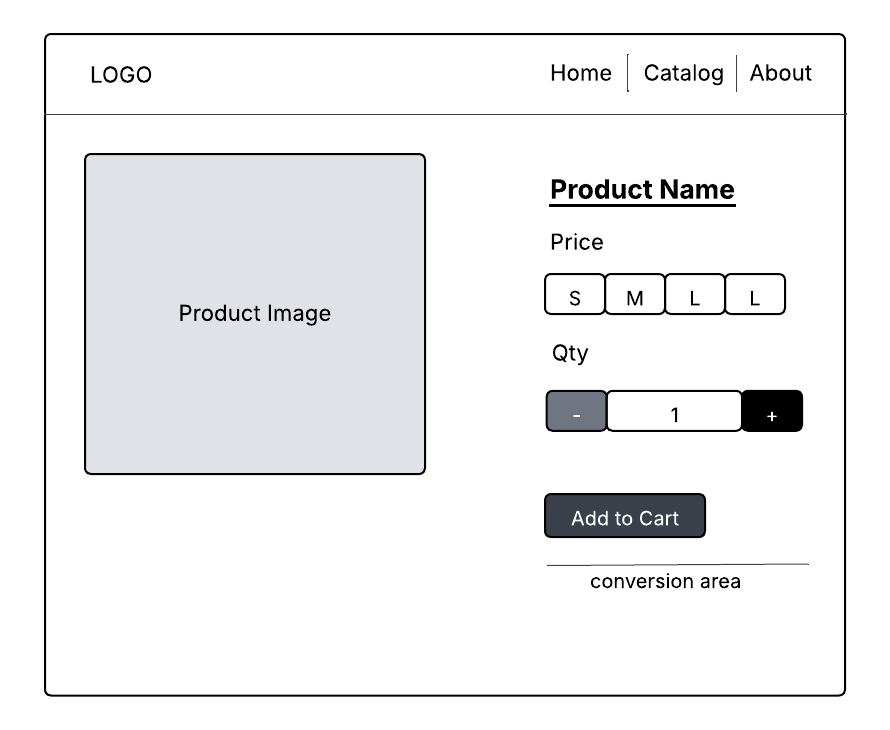 LOGO
Home Catalog About
Product Name
Price
S M L L
Product Image
Qty
- 1 +
Add to Cart
conversion area